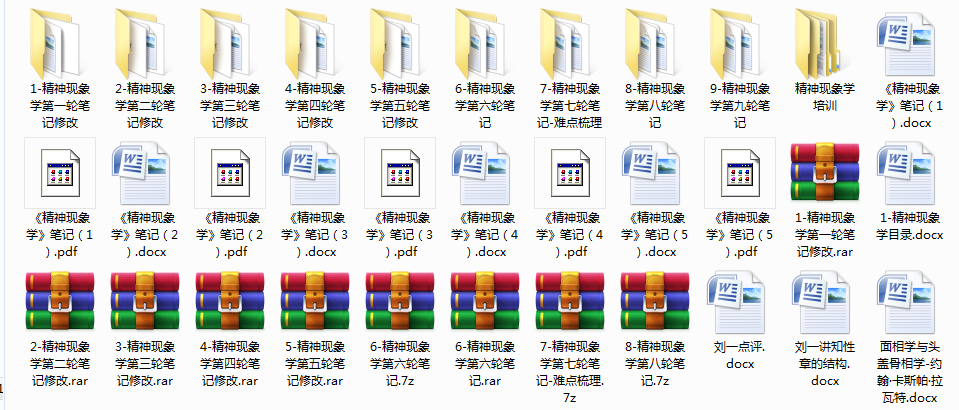 1-精神现象
学第一轮笔
记修改
2-精神现象
学第二轮笔
记修改
3-精神现象
学第三轮笔
记修改
4-精神现象
学第四轮笔
记修改
5-精神现象
学第五轮笔
记修改
6-精神现象
学第六轮笔
记
7-精神现象
学第七轮笔
记-难点梳理
8-精神现象
学第八轮笔
记
9-精神现象
学第九轮笔
记
精神现象学
培训
《精神现象
学》笔记（1
）.docx
《精神现象
学》笔记（1
）.pdf
《精神现象
学》笔记（2
）.docx
《精神现象
学》笔记（2
）.pdf
《精神现象
学》笔记（3
）.docx
《精神现象
学》笔记（3
）.pdf
《精神现象
学》笔记（4
）.docx
《精神现象
学》笔记（4
）.pdf
《精神现象
学》笔记（5
）.docx
《精神现象
学》笔记（5
）.pdf
1-精神现象
学第一轮笔
记修改.rar
1-精神现象
学目录.docx
2-精神现象
学第二轮笔
记修改.rar
3-精神现象
学第三轮笔
记修改.rar
4-精神现象
学第四轮笔
记修改.rar
5-精神现象
学第五轮笔
记修改.rar
6-精神现象
学第六轮笔
记.7z
6-精神现象
学第六轮笔
记.rar
7-精神现象
学第七轮笔
记-难点梳理.
7z
8-精神现象
学第八轮笔
记.7z
刘一点评.
docx
刘一讲知性
章的结构.
docx
面相学与头
盖骨相学-约
翰·卡斯帕·拉
瓦特.docx